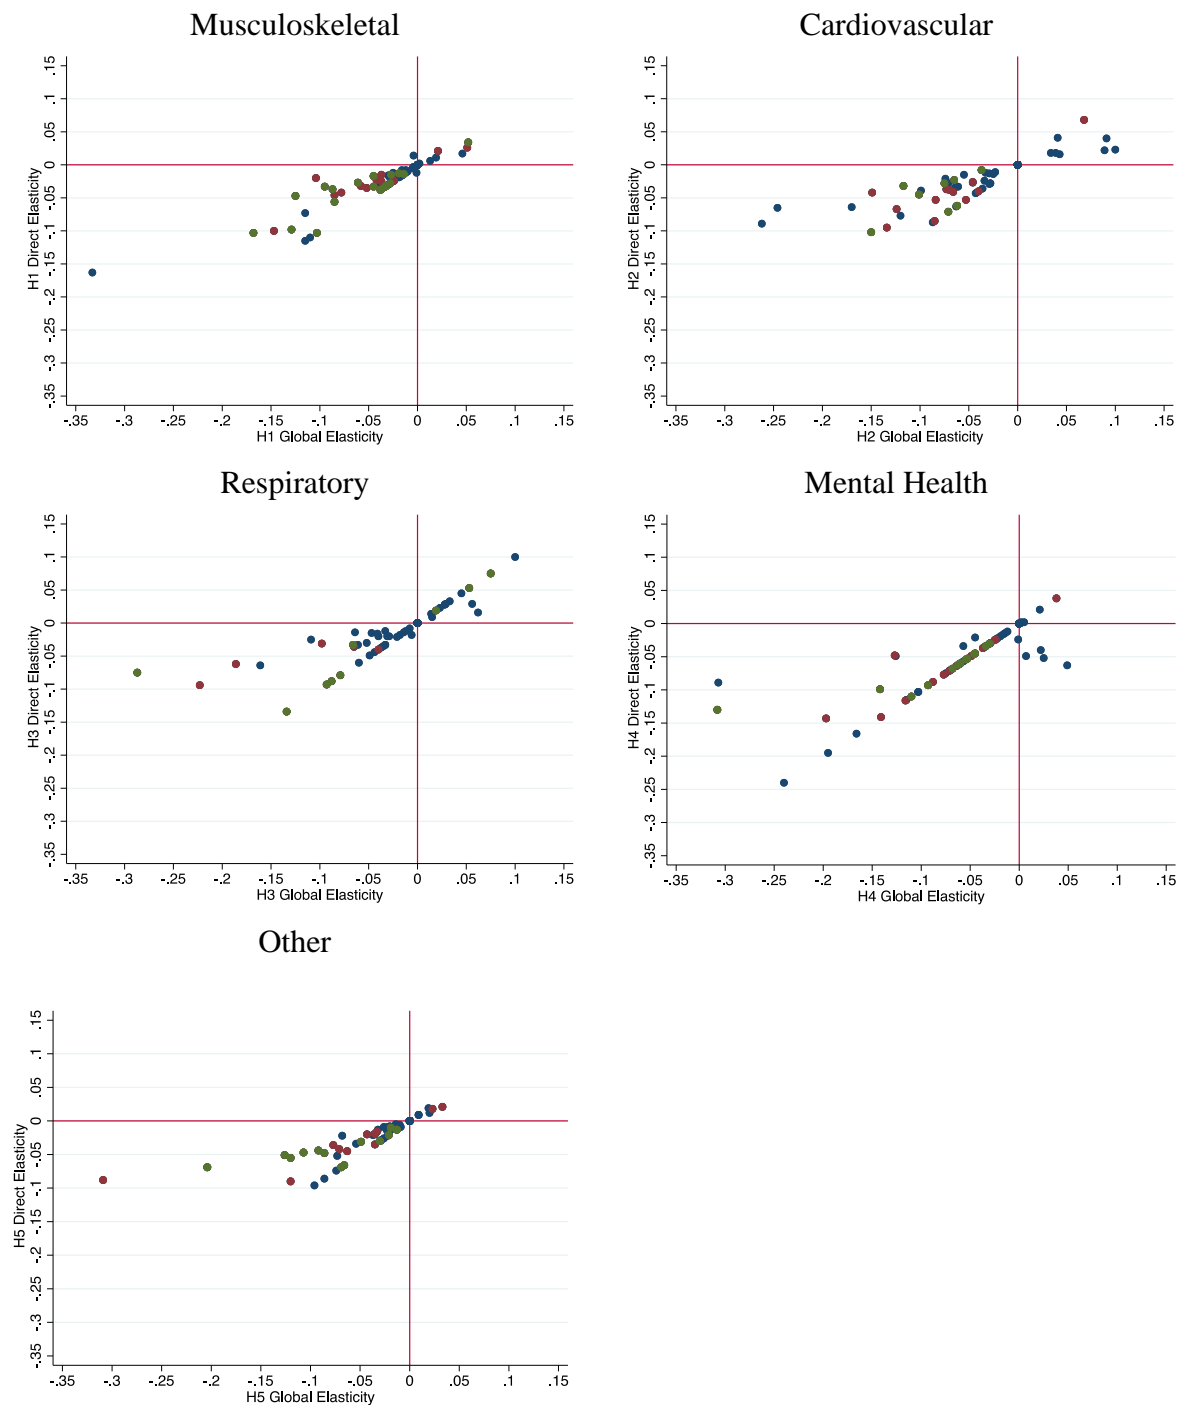 Musculoskeletal
H1 Direct Elasticity
.15
.1
.05
0
-.05
-.1
-.15
-.2
-.25
-.3
-.35
-.35 -.3 -.25 -.2 -.15 -.1 -.05 0 .05 .1 .15
H1 Global Elasticity
Cardiovascular
H2 Direct Elasticity
.15
.1
.05
0
-.05
-.1
-.15
-.2
-.25
-.3
-.35
-.35 -.3 -.25 -.2 -.15 -.1 -.05 0 .05 .1 .15
H2 Global Elasticity
Respiratory
H3 Direct Elasticity
.15
.1
.05
0
-.05
-.1
-.15
-.2
-.25
-.3
-.35
-.35 -.3 -.25 -.2 -.15 -.1 -.05 0 .05 .1 .15
H3 Global Elasticity
Mental Health
H4 Direct Elasticity
.15
.1
.05
0
-.05
-.1
-.15
-.2
-.25
-.3
-.35
-.35 -.3 -.25 -.2 -.15 -.1 -.05 0 .05 .1 .15
H4 Global Elasticity
Other
H5 Direct Elasticity
.15
.1
.05
0
-.05
-.1
-.15
-.2
-.25
-.3
-.35
-.35 -.3 -.25 -.2 -.15 -.1 -.05 0 .05 .1 .15
H5 Global Elasticity